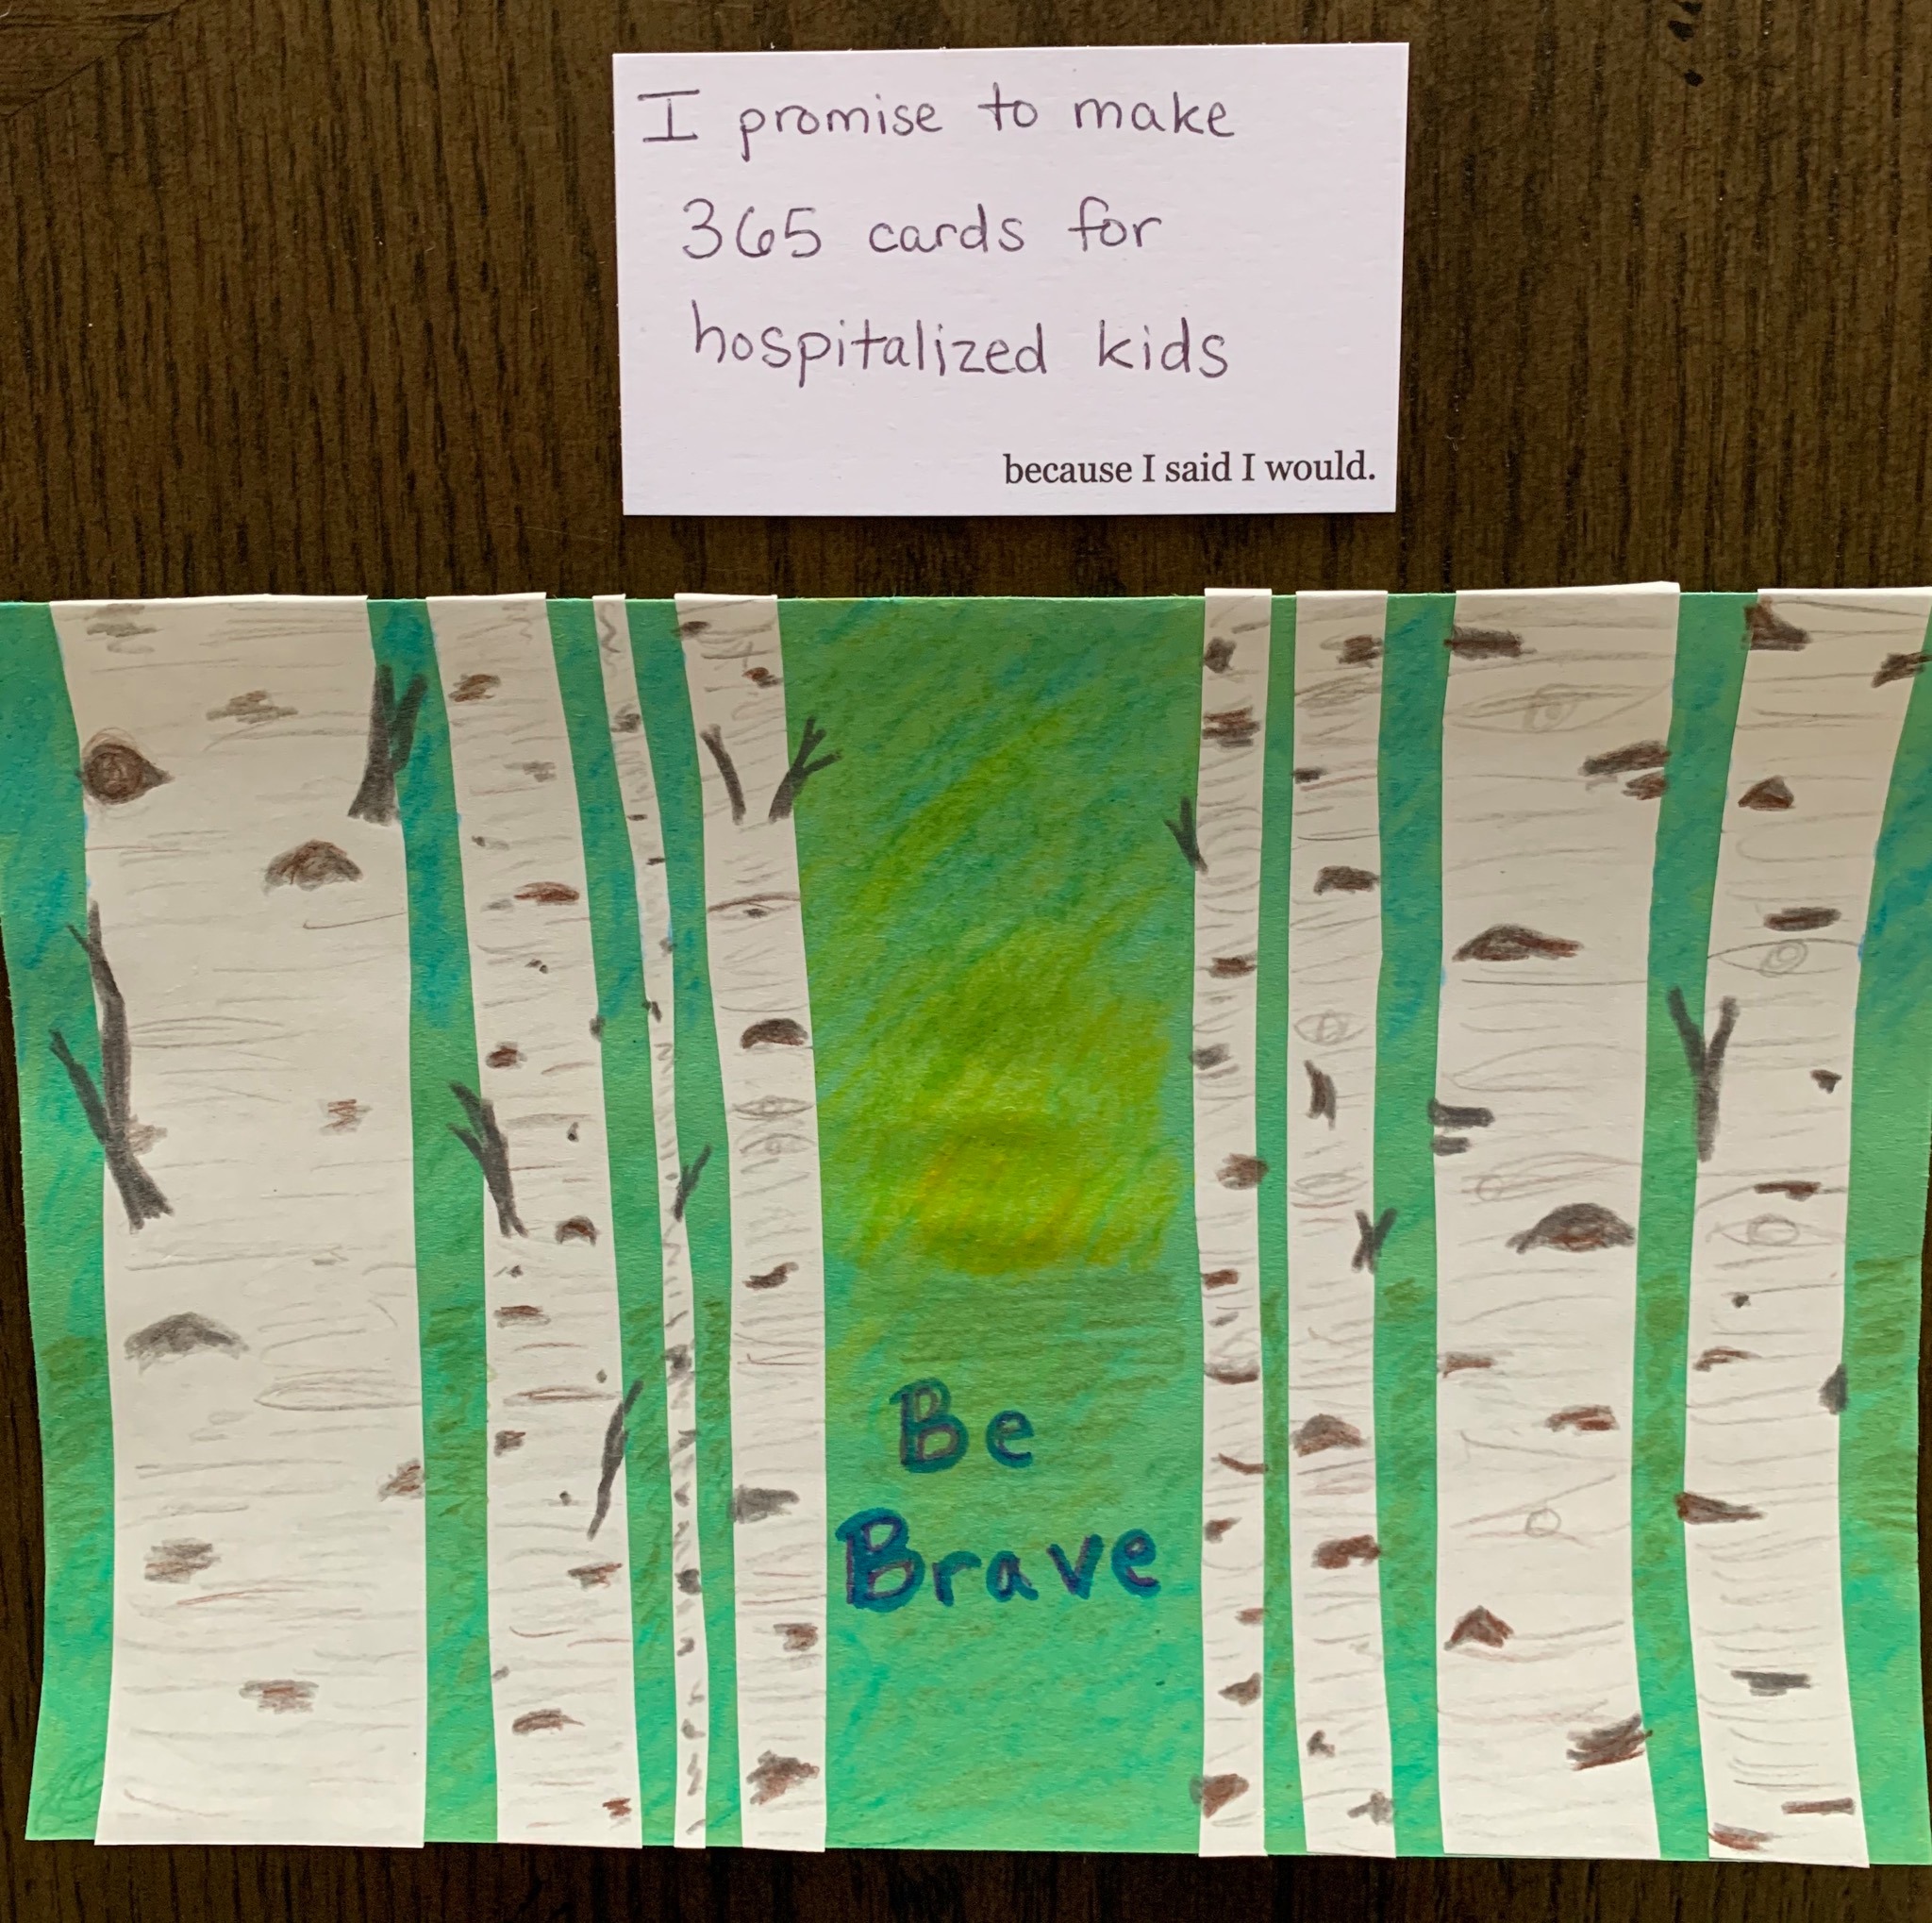 I promise to make
365 cards for
hospitalized kids
because I said I would.
Be
Brave